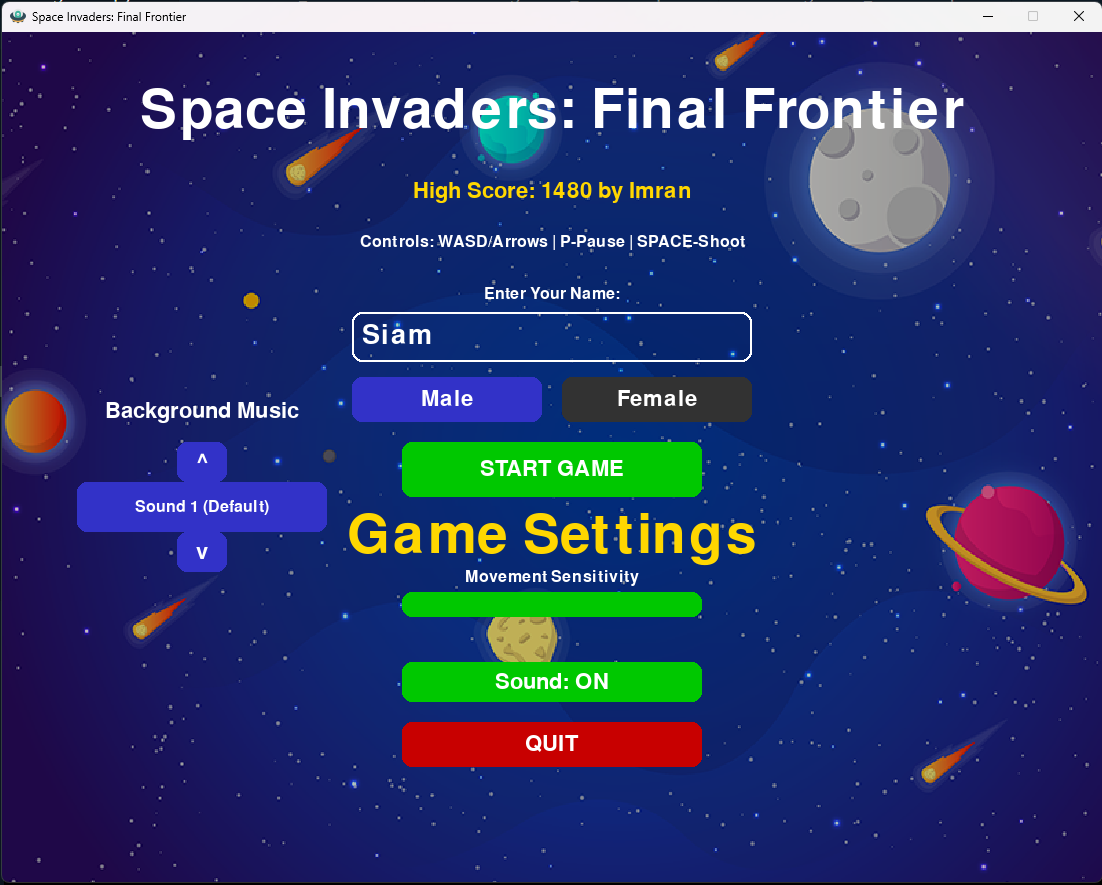 Space Invaders: Final Frontier
Space Invaders: Final Frontier
High Score: 1480 by Imran
Controls: WASD/Arrows | P-Pause | SPACE-Shoot
Enter Your Name:
Siam
Male Female
Background Music
^
START GAME
Sound 1 (Default)
v
Game Settings
Movement Sensitivity
Sound: ON
QUIT